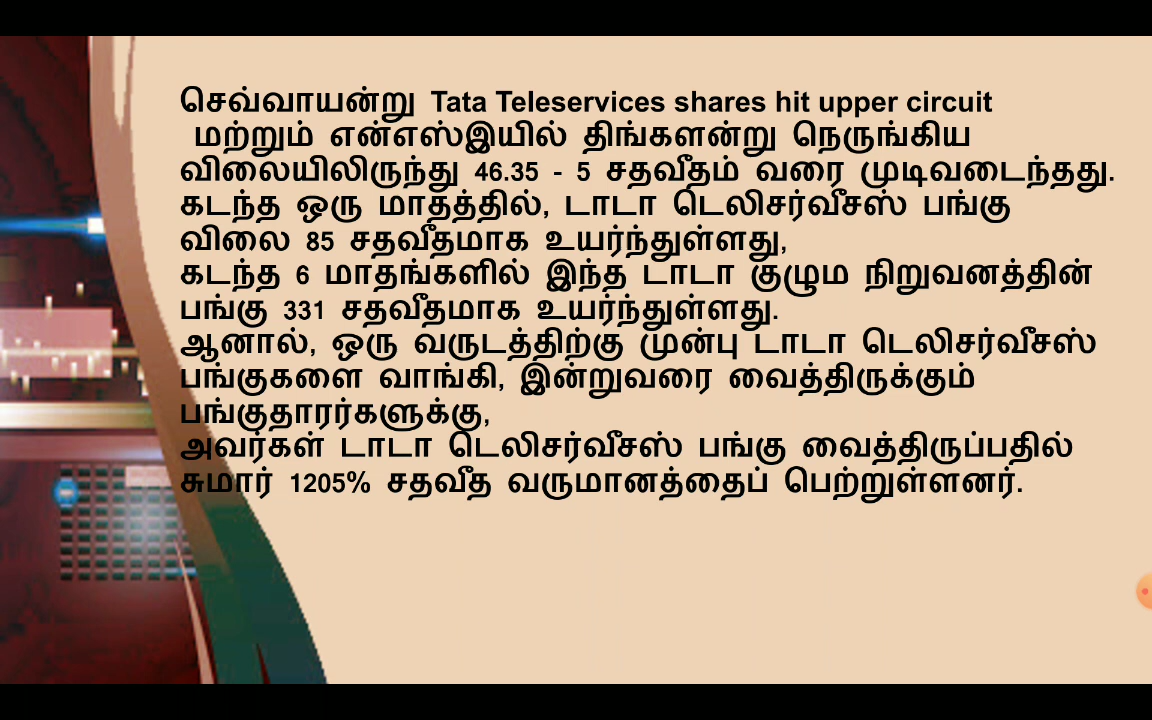 செவ்வாயன்று Tata Teleservices shares hit upper circuit
மற்றும் என்எஸ்இயில் திங்களன்று நெருங்கிய
விலையிலிருந்து 46.35 - 5 சதவீதம் வரை முடிவடைந்தது.
கடந்த ஒரு மாதத்தில், டாடா டெலிசர்வீசஸ் பங்கு
விலை 85 சதவீதமாக உயர்ந்துள்ளது,
கடந்த 6 மாதங்களில் இந்த டாடா குழும நிறுவனத்தின்
பங்கு 331 சதவீதமாக உயர்ந்துள்ளது.
ஆனால், ஒரு வருடத்திற்கு முன்பு டாடா டெலிசர்வீசஸ்
பங்குகளை வாங்கி, இன்றுவரை வைத்திருக்கும்
பங்குதாரர்களுக்கு,
அவர்கள் டாடா டெலிசர்வீசஸ் பங்கு வைத்திருப்பதில்
சுமார் 1205% சதவீத வருமானத்தைப் பெற்றுள்ளனர்.